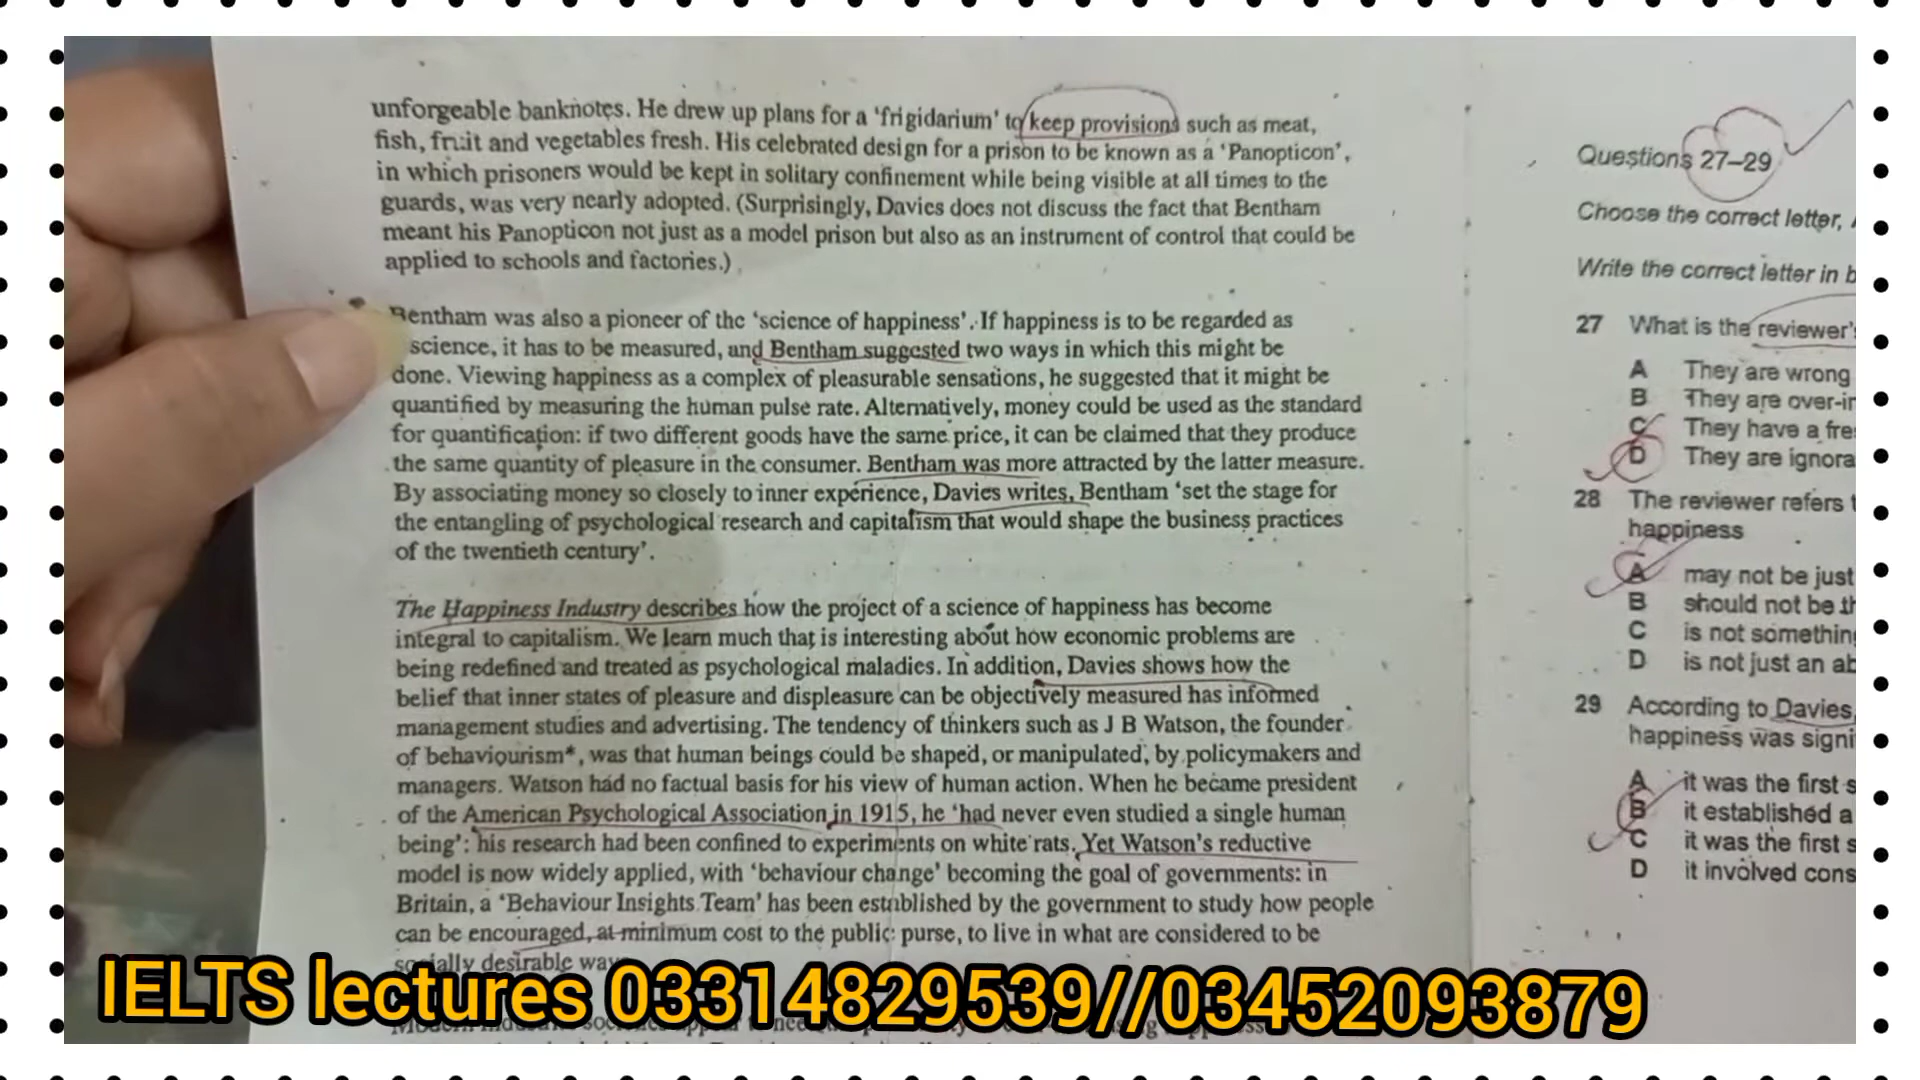 unforgeable banknotes. He drew up plans for a ‘frigidarium’ to keep provisions such as meat,
fish, fruit and vegetables fresh. His celebrated design for a prison to be known as a ‘Panopticon’,
in which prisoners would be kept in solitary confinement while being visible at all times to the
guards, was very nearly adopted. (Surprisingly, Davies does not discuss the fact that Bentham
meant his Panopticon not just as a model prison but also as an instrument of control that could be
applied to schools and factories.)
Bentham was also a pioneer of the ‘science of happiness’. If happiness is to be regarded as
science, it has to be measured, and Bentham suggested two ways in which this might be
done. Viewing happiness as a complex of pleasurable sensations, he suggested that it might be
quantified by measuring the human pulse rate. Alternatively, money could be used as the standard
for quantification: if two different goods have the same price, it can be claimed that they produce
the same quantity of pleasure in the consumer. Bentham was more attracted by the latter measure.
By associating money so closely to inner experience, Davies writes, Bentham ‘set the stage for
the entangling of psychological research and capitalism that would shape the business practices
of the twentieth century’.
The Happiness Industry describes how the project of a science of happiness has become
integral to capitalism. We learn much that is interesting about how economic problems are
being redefined and treated as psychological maladies. In addition, Davies shows how the
belief that inner states of pleasure and displeasure can be objectively measured has informed
management studies and advertising. The tendency of thinkers such as J B Watson, the founder
of behaviourism*, was that human beings could be shaped, or manipulated, by policymakers and
managers. Watson had no factual basis for his view of human action. When he became president
of the American Psychological Association in 1915, he ‘had never even studied a single human
being’: his research had been confined to experiments on white rats. Yet Watson’s reductive
model is now widely applied, with ‘behaviour change’ becoming the goal of governments: in
Britain, a ‘Behaviour Insights Team’ has been established by the government to study how people
can be encouraged, at minimum cost to the public purse, to live in what are considered to be
socially desirable
Questions 27–29
Choose the correct letter,
Write the correct letter in
27 What is the reviewer’s
A They are wrong
B They are
C They have a
D They are
28 The reviewer refers
happiness
A may not be just
B should not be
C is not
D is not just an
29 According to Davies,
happiness was
A it was the first
B it established a
C it was the first
D it involved
IELTS lectures 03314829539//03452093879